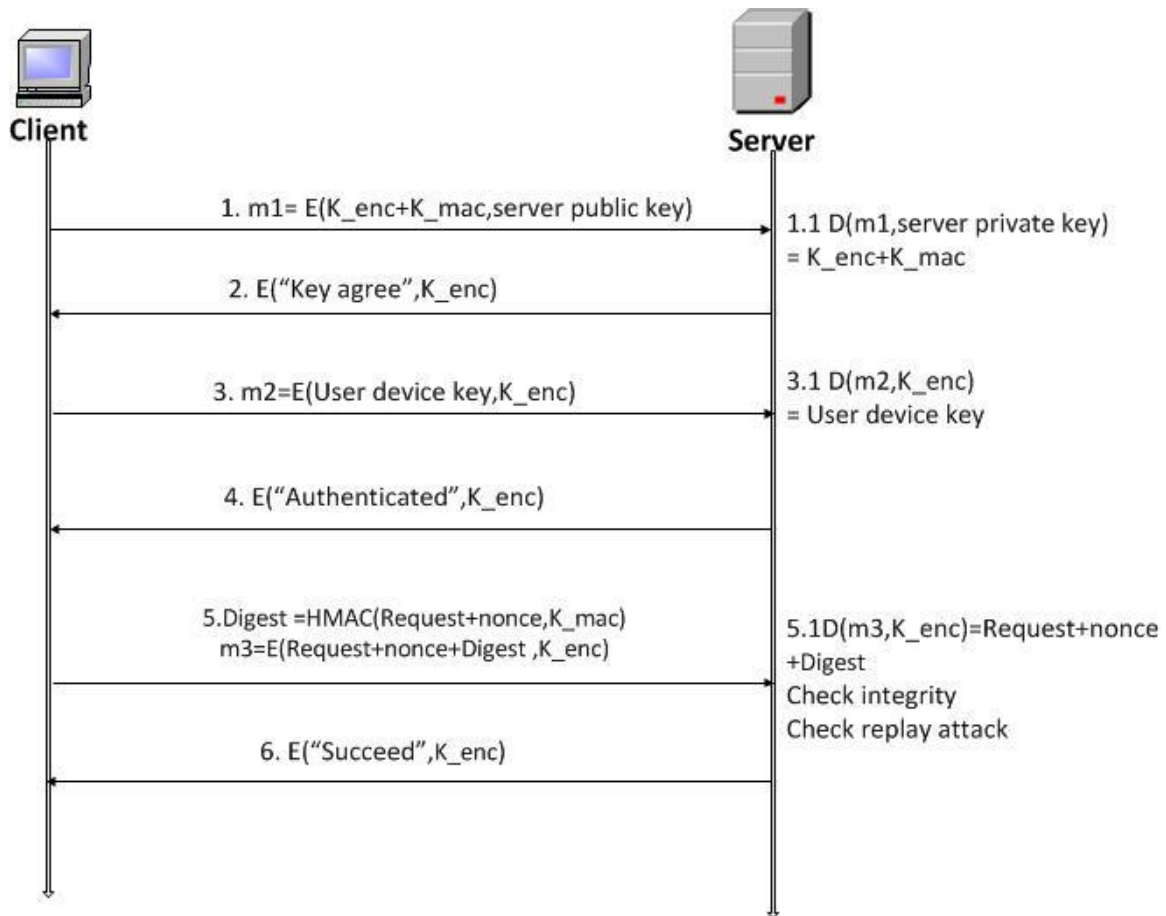 Client
Server
1. m1= E(K_enc+K_mac,server public key)
1.1 D(m1,server private key)
= K_enc+K_mac
2. E(“Key agree”,K_enc)
3. m2=E(User device key,K_enc)
3.1 D(m2,K_enc)
= User device key
4. E(“Authenticated”,K_enc)
5.Digest =HMAC(Request+nonce,K_mac)
m3=E(Request+nonce+Digest ,K_enc)
5.1D(m3,K_enc)=Request+nonce
+Digest
Check integrity
Check replay attack
6. E(“Succeed”,K_enc)